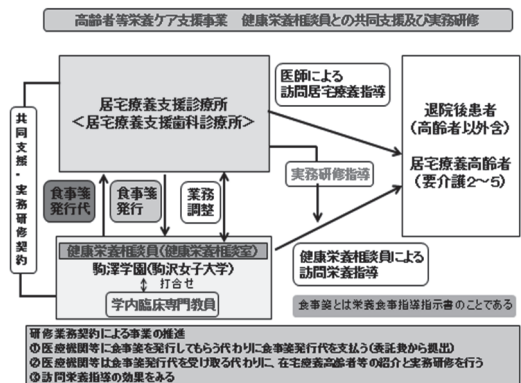 高齢者等栄養ケア支援事業　健康栄養相談員との共同支援及び実務研修
共同支援・実務研修契約
居宅療養支援診療所
＜居宅療養支援歯科診療所＞
医師による
訪問居宅療養指導
退院後患者
(高齢者以外含)
居宅療養高齢者
(要介護2～5)
食事箋
発行代
食事箋
発行
業務
調整
実務研修指導
健康栄養相談員(健康栄養相談室)
駒澤学園(駒沢女子大学)
打合せ
学内臨床専門教員
健康栄養相談員による
訪問栄養指導
食事箋とは栄養食事指導指示書のことである
研修業務契約による事業の推進
①医療機関等に食事箋を発行してもらう代わりに食事箋発行代を支払う(委託費から拠出)
②医療機関等は食事箋発行代を受け取る代わりに、在宅療養高齢者等の紹介と実務研修を行う
③訪問栄養指導の効果をみる